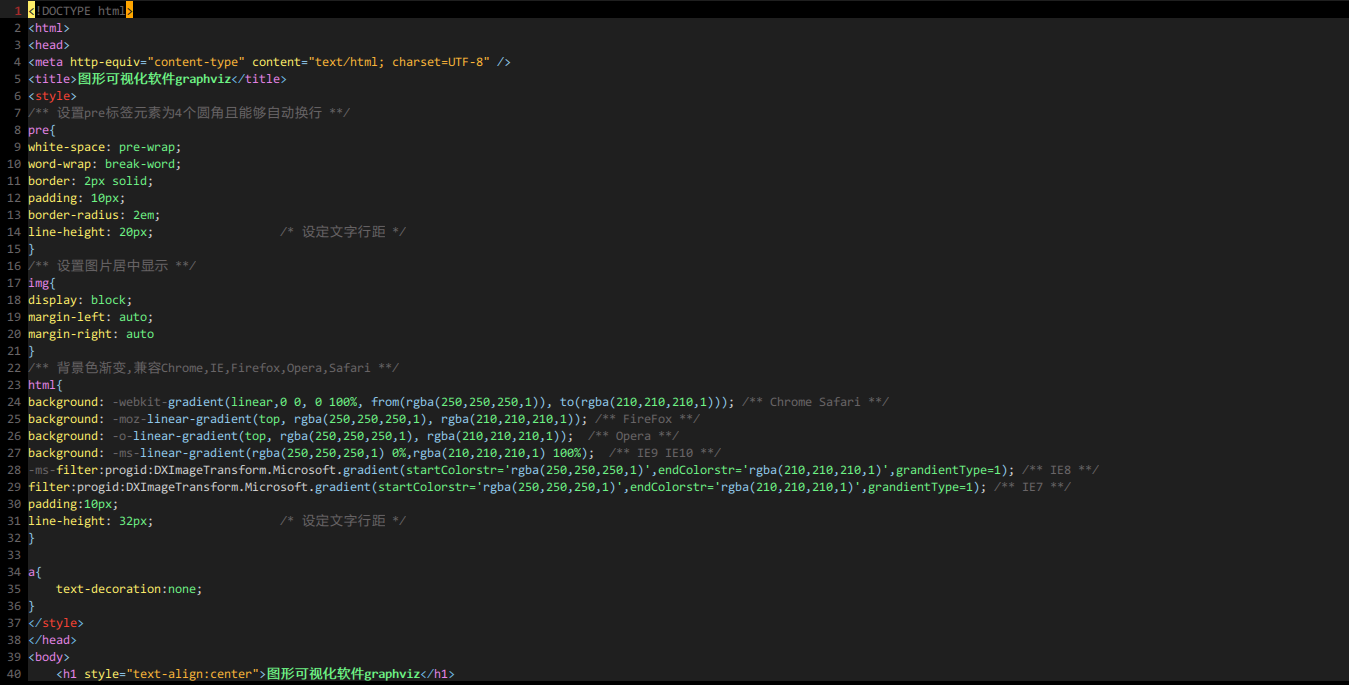 1 <!DOCTYPE html>
2 <html>
3 <head>
4 <meta http-equiv="content-type" content="text/html; charset=UTF-8" />
5 <title>图形可视化软件graphviz</title>
6 <style>
7 /** 设置pre标签元素为4个圆角且能够自动换行 **/
8 pre{
9 white-space: pre-wrap;
10 word-wrap: break-word;
11 border: 2px solid;
12 padding: 10px;
13 border-radius: 2em;
14 line-height: 20px;                  /* 设定文字行距 */
15 }
16 /** 设置图片居中显示 **/
17 img{
18 display: block;
19 margin-left: auto;
20 margin-right: auto
21 }
22 /** 背景色渐变,兼容Chrome,IE,Firefox,Opera,Safari **/
23 html{
24 background: -webkit-gradient(linear,0 0, 0 100%, from(rgba(250,250,250,1)), to(rgba(210,210,210,1))); /** Chrome Safari **/
25 background: -moz-linear-gradient(top, rgba(250,250,250,1), rgba(210,210,210,1)); /** FireFox **/
26 background: -o-linear-gradient(top, rgba(250,250,250,1), rgba(210,210,210,1));  /** Opera **/
27 background: -ms-linear-gradient(rgba(250,250,250,1) 0%,rgba(210,210,210,1) 100%);  /** IE9 IE10 **/
28 -ms-filter:progid:DXImageTransform.Microsoft.gradient(startColorstr='rgba(250,250,250,1)',endColorstr='rgba(210,210,210,1)',grandientType=1); /** IE8 **/
29 filter:progid:DXImageTransform.Microsoft.gradient(startColorstr='rgba(250,250,250,1)',endColorstr='rgba(210,210,210,1)',grandientType=1); /** IE7 **/
30 padding:10px;
31 line-height: 32px;                  /* 设定文字行距 */
32 }
33
34 a{
35     text-decoration:none;
36 }
37 </style>
38 </head>
39 <body>
40     <h1 style="text-align:center">图形可视化软件graphviz</h1>